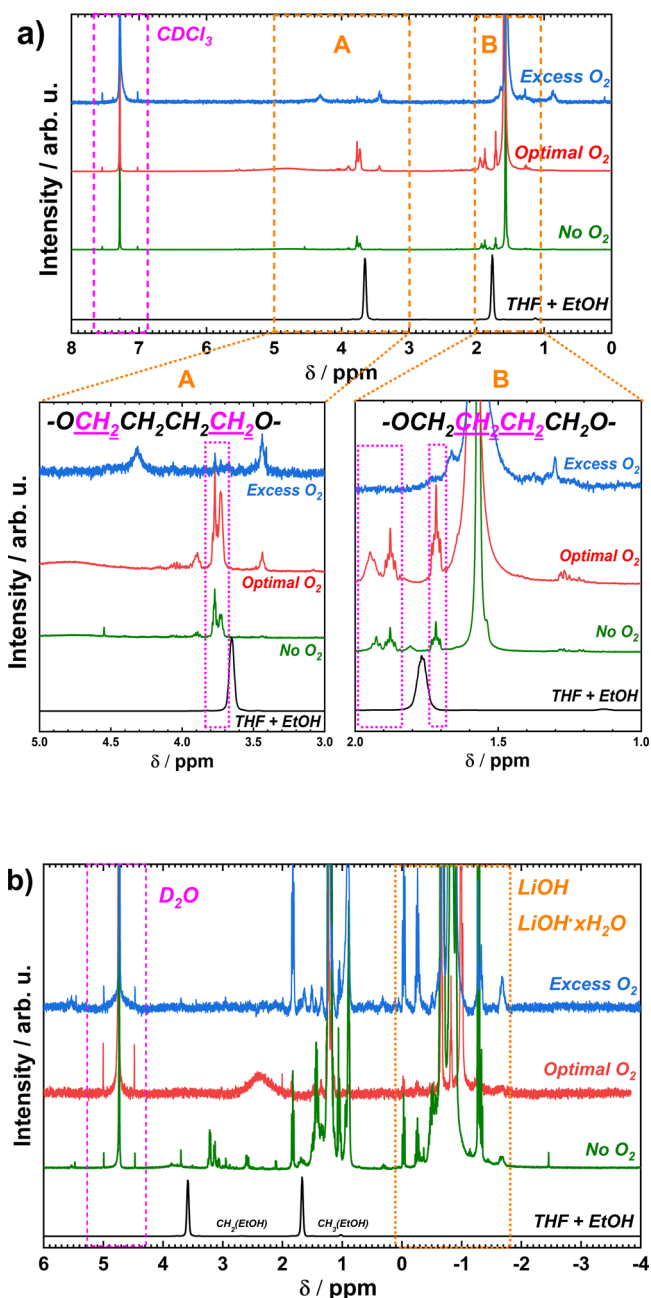 a)
CDCl₃
A
B
Excess O₂
Optimal O₂
No O₂
THF + EtOH
Intensity / arb. u.
8 7 6 5 4 3 2 1 0
δ / ppm
A
B
-OCH₂CH₂CH₂CH₂O-
-OCH₂CH₂CH₂CH₂O-
Excess O₂
Optimal O₂
No O₂
THF + EtOH
Excess O₂
Optimal O₂
No O₂
THF + EtOH
Intensity / arb. u.
5.0 4.5 4.0 3.5 3.0
δ / ppm
2.0 1.5 1.0
δ / ppm
b)
D₂O
LiOH
LiOH·xH₂O
Excess O₂
Optimal O₂
No O₂
CH₂(EtOH)
CH₃(EtOH)
THF + EtOH
Intensity / arb. u.
6 5 4 3 2 1 0 -1 -2 -3 -4
δ / ppm